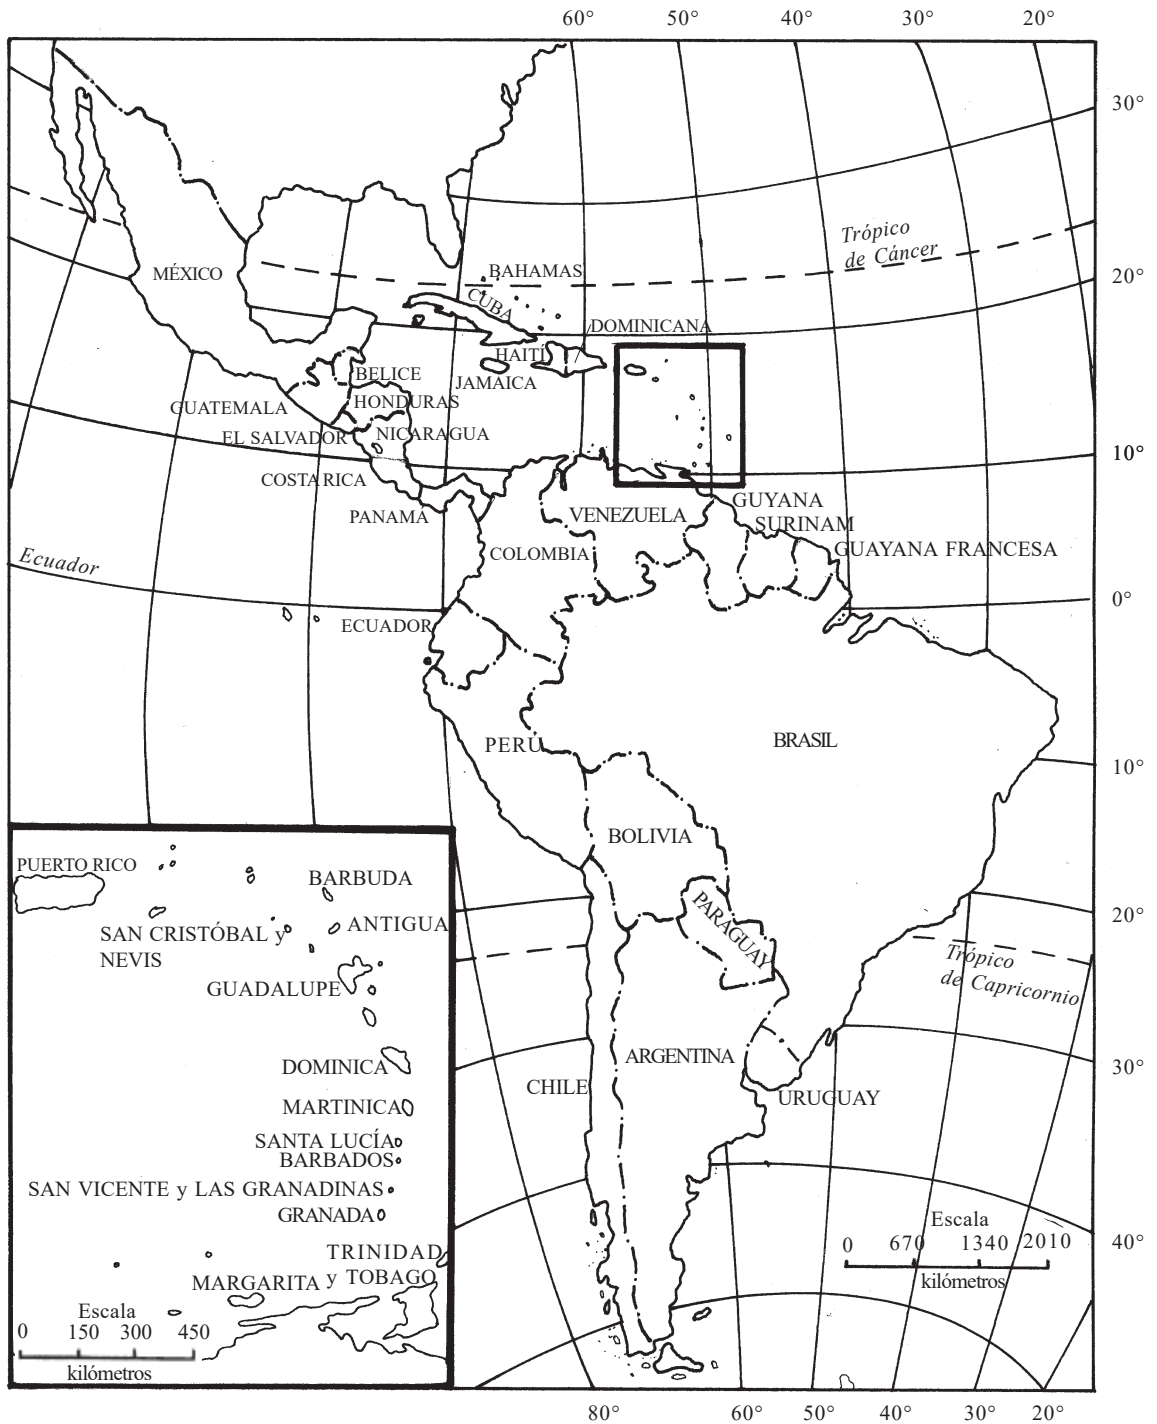 60° 50° 40° 30° 20°
30°
Trópico
de Cáncer
20°
MÉXICO
BAHAMAS
CUBA
DOMINICANA
HAITÍ
JAMAICA
BELICE
GUATEMALA
HONDURAS
EL SALVADOR
NICARAGUA
COSTA RICA
PANAMÁ
10°
VENEZUELA
GUYANA
SURINAM
COLOMBIA
GUAYANA FRANCESA
Ecuador
0°
ECUADOR
PERÚ
BRASIL
10°
BOLIVIA
PARAGUAY
20°
Trópico
de Capricornio
ARGENTINA
CHILE
URUGUAY
30°
40°
Escala
0 670 1340 2010
kilómetros
PUERTO RICO
BARBUDA
ANTIGUA
SAN CRISTÓBAL y
NEVIS
GUADALUPE
DOMINICA
MARTINICA
SANTA LUCÍA
BARBADOS
SAN VICENTE y LAS GRANADINAS
GRANADA
TRINIDAD
y TOBAGO
MARGARITA
Escala
0 150 300 450
kilómetros
80° 60° 50° 40° 30° 20°